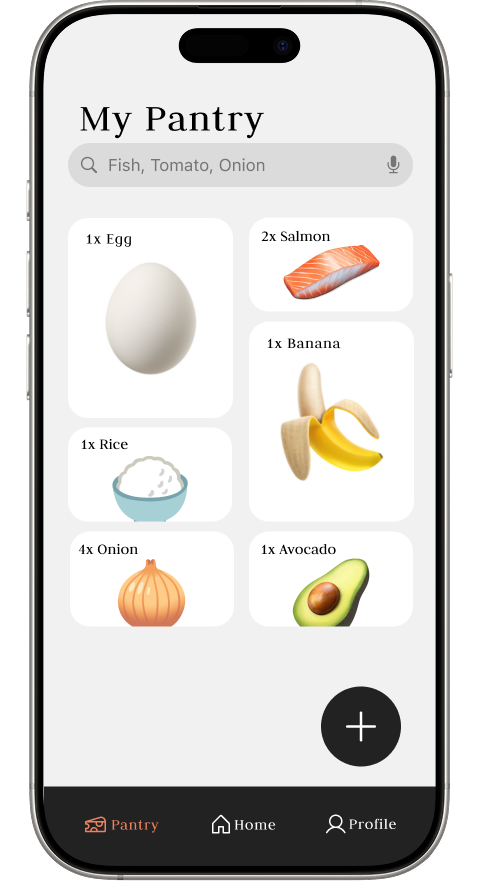 My Pantry
Fish, Tomato, Onion
1x Egg
2x Salmon
1x Banana
1x Rice
4x Onion
1x Avocado
Pantry
Home
Profile